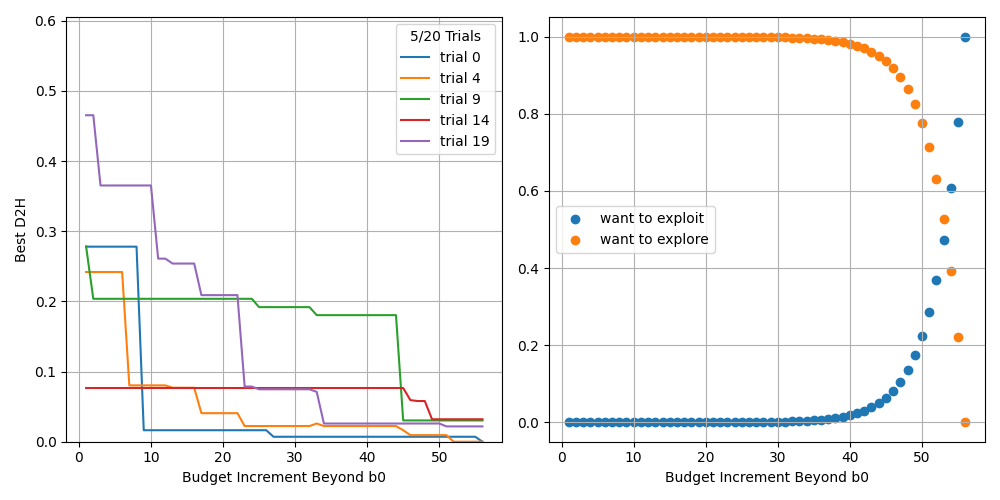 0.6
0.5
0.4
0.3
0.2
0.1
0.0
Best D2H
0 10 20 30 40 50
Budget Increment Beyond b0
5/20 Trials
trial 0
trial 4
trial 9
trial 14
trial 19
1.0
0.8
0.6
0.4
0.2
0.0
0 10 20 30 40 50
Budget Increment Beyond b0
want to exploit
want to explore